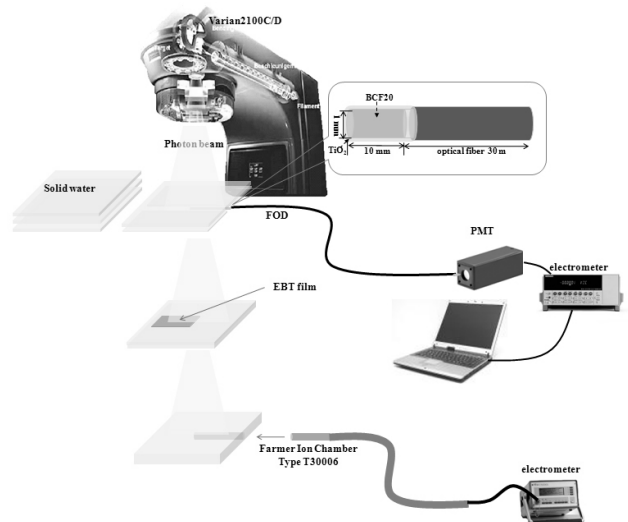 Varian2100C/D
Filament
BCF20
1 mm
TiO2
10 mm
optical fiber 30 m
Photon beam
Solid water
FOD
PMT
electrometer
EBT film
Farmer Ion Chamber
Type T30006
electrometer